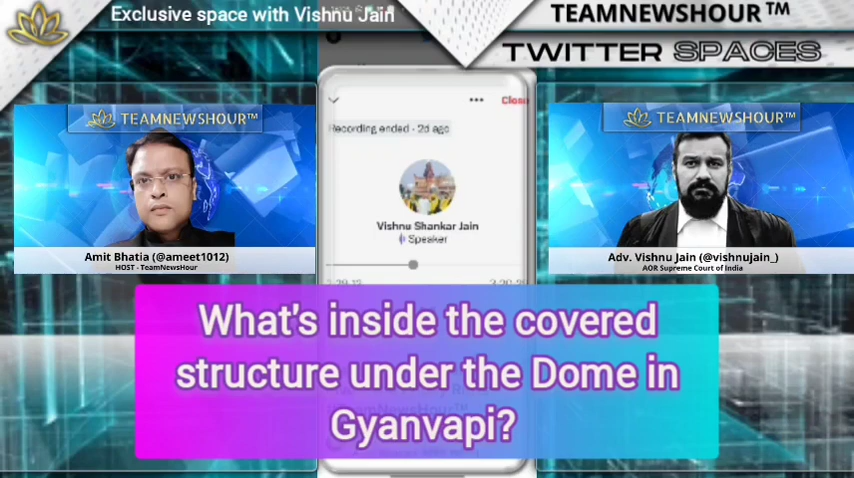 Exclusive space with Vishnu Jain
TEAMNEWSHOUR™
TWITTER SPACES
TEAMNEWSHOUR™
TEAMNEWSHOUR™
Close
Recording ended · 2d ago
Vishnu Shankar Jain
Speaker
Amit Bhatia (@ameet1012)
HOST - TeamNewsHour
Adv. Vishnu Jain (@vishnujain_)
AOR Supreme Court of India
What's inside the covered
structure under the Dome in
Gyanvapi?